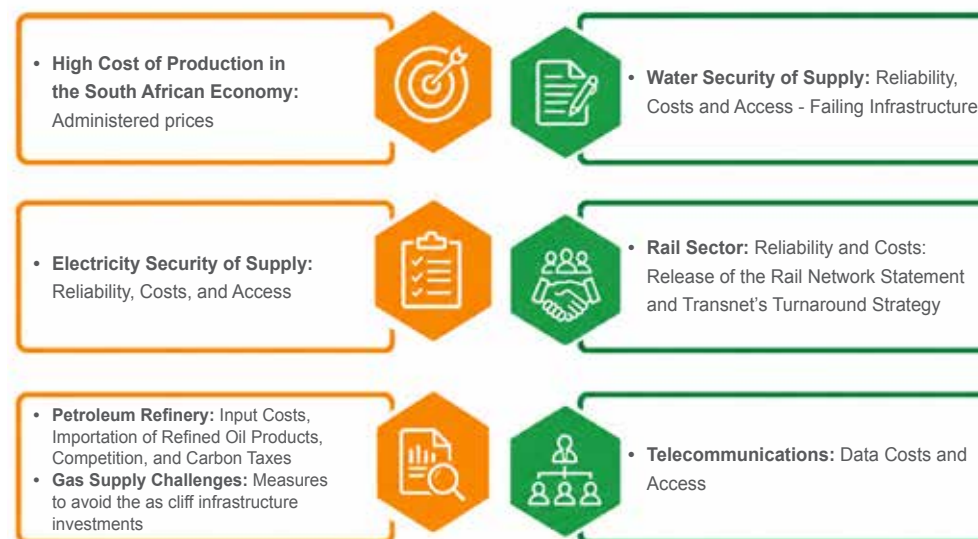 • High Cost of Production in
the South African Economy:
Administered prices
• Water Security of Supply: Reliability,
Costs and Access - Failing Infrastructure
• Electricity Security of Supply:
Reliability, Costs, and Access
• Rail Sector: Reliability and Costs:
Release of the Rail Network Statement
and Transnet's Turnaround Strategy
• Petroleum Refinery: Input Costs,
Importation of Refined Oil Products,
Competition, and Carbon Taxes
• Gas Supply Challenges: Measures
to avoid the as cliff infrastructure
investments
• Telecommunications: Data Costs and
Access